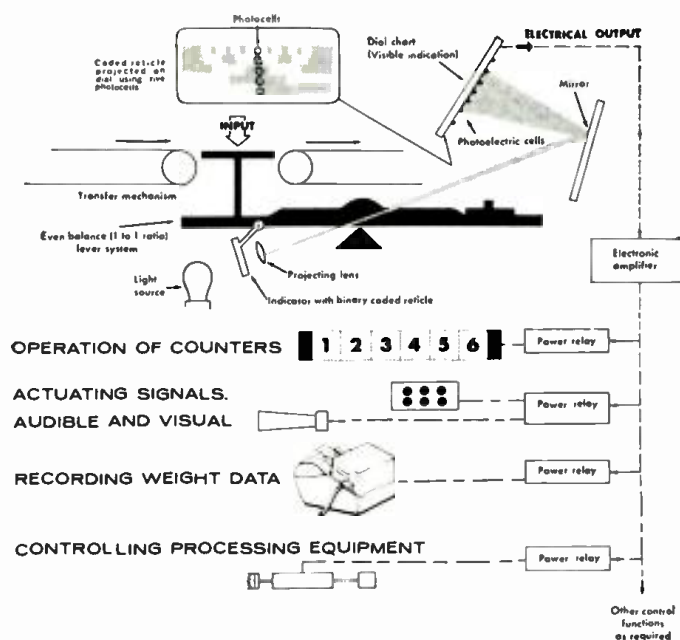 Photocells
Coded reticle
projected on
dial using five
photocells
INPUT
Transfer mechanism
Even balance (1 to 1 ratio)
lever system
Light
source
Projecting lens
Indicator with binary coded reticle
Dial chart
(Visible indication)
ELECTRICAL OUTPUT
Mirror
Photoelectric cells
Electronic
amplifier
OPERATION OF COUNTERS
1 2 3 4 5 6
Power relay
ACTUATING SIGNALS.
AUDIBLE AND VISUAL
Power relay
RECORDING WEIGHT DATA
Power relay
CONTROLLING PROCESSING EQUIPMENT
Power relay
Other control
functions
as required